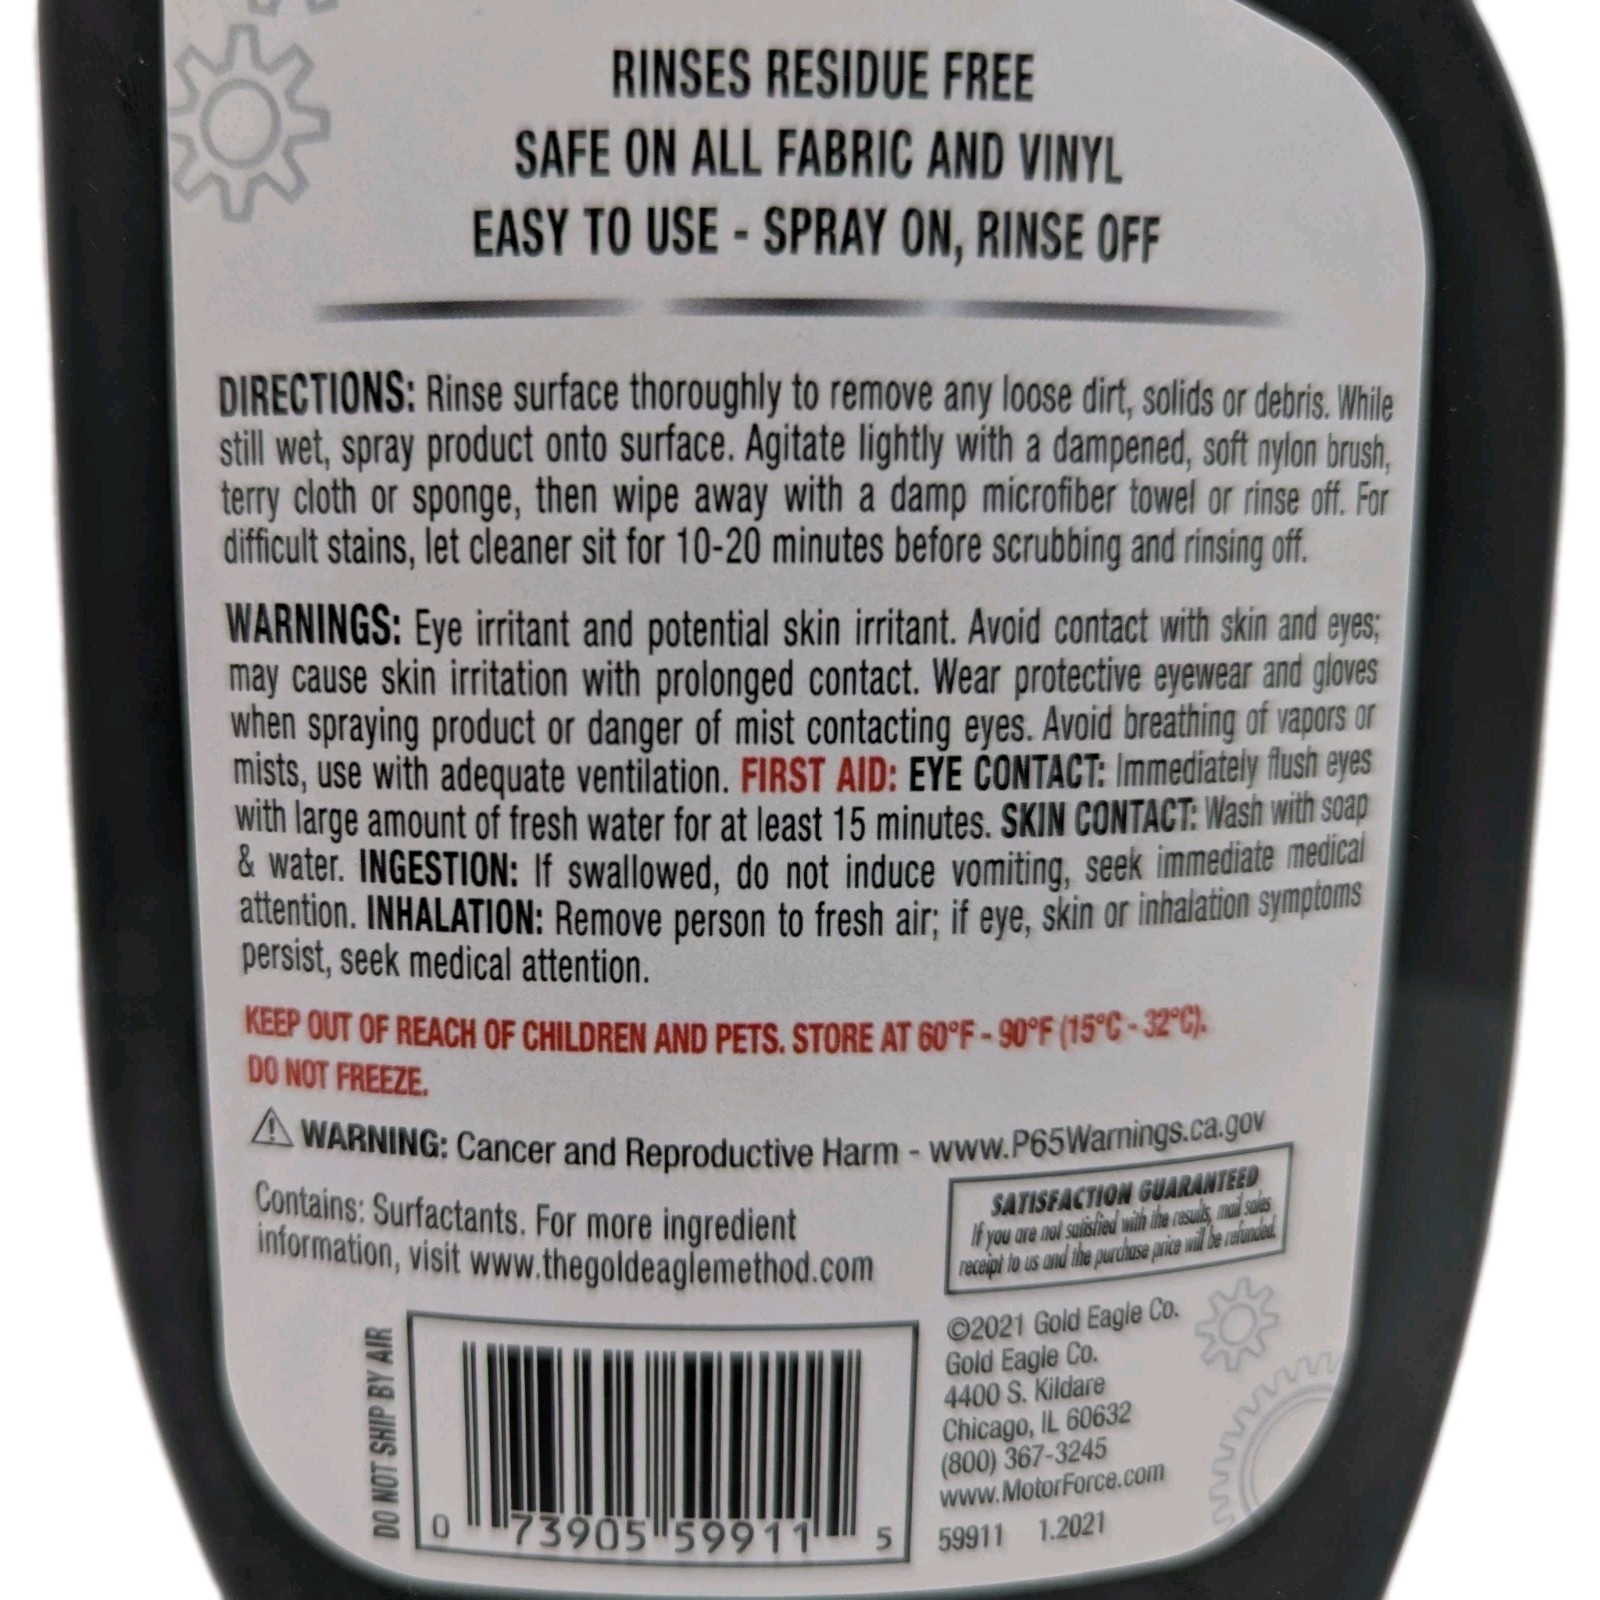 RINSES RESIDUE FREE
SAFE ON ALL FABRIC AND VINYL
EASY TO USE - SPRAY ON, RINSE OFF
DIRECTIONS: Rinse surface thoroughly to remove any loose dirt, solids or debris. While
still wet, spray product onto surface. Agitate lightly with a dampened, soft nylon brush,
terry cloth or sponge, then wipe away with a damp microfiber towel or rinse off. For
difficult stains, let cleaner sit for 10-20 minutes before scrubbing and rinsing off.
WARNINGS: Eye irritant and potential skin irritant. Avoid contact with skin and eyes;
may cause skin irritation with prolonged contact. Wear protective eyewear and gloves
when spraying product or danger of mist contacting eyes. Avoid breathing of vapors or
mists, use with adequate ventilation. FIRST AID: EYE CONTACT: Immediately flush eyes
with large amount of fresh water for at least 15 minutes. SKIN CONTACT: Wash with soap
& water. INGESTION: If swallowed, do not induce vomiting, seek immediate medical
attention. INHALATION: Remove person to fresh air; if eye, skin or inhalation symptoms
persist, seek medical attention.
KEEP OUT OF REACH OF CHILDREN AND PETS. STORE AT 60°F - 90°F (15°C - 32°C).
DO NOT FREEZE.
⚠ WARNING: Cancer and Reproductive Harm - www.P65Warnings.ca.gov
Contains: Surfactants. For more ingredient
information, visit www.thegoldeaglemethod.com
SATISFACTION GUARANTEED
If you are not satisfied with the results, mail sales
receipt to us and the purchase price will be refunded.
DO NOT SHIP BY AIR
0 73905 59911 5
©2021 Gold Eagle Co.
Gold Eagle Co.
4400 S. Kildare
Chicago, IL 60632
(800) 367-3245
www.MotorForce.com
59911 1.2021